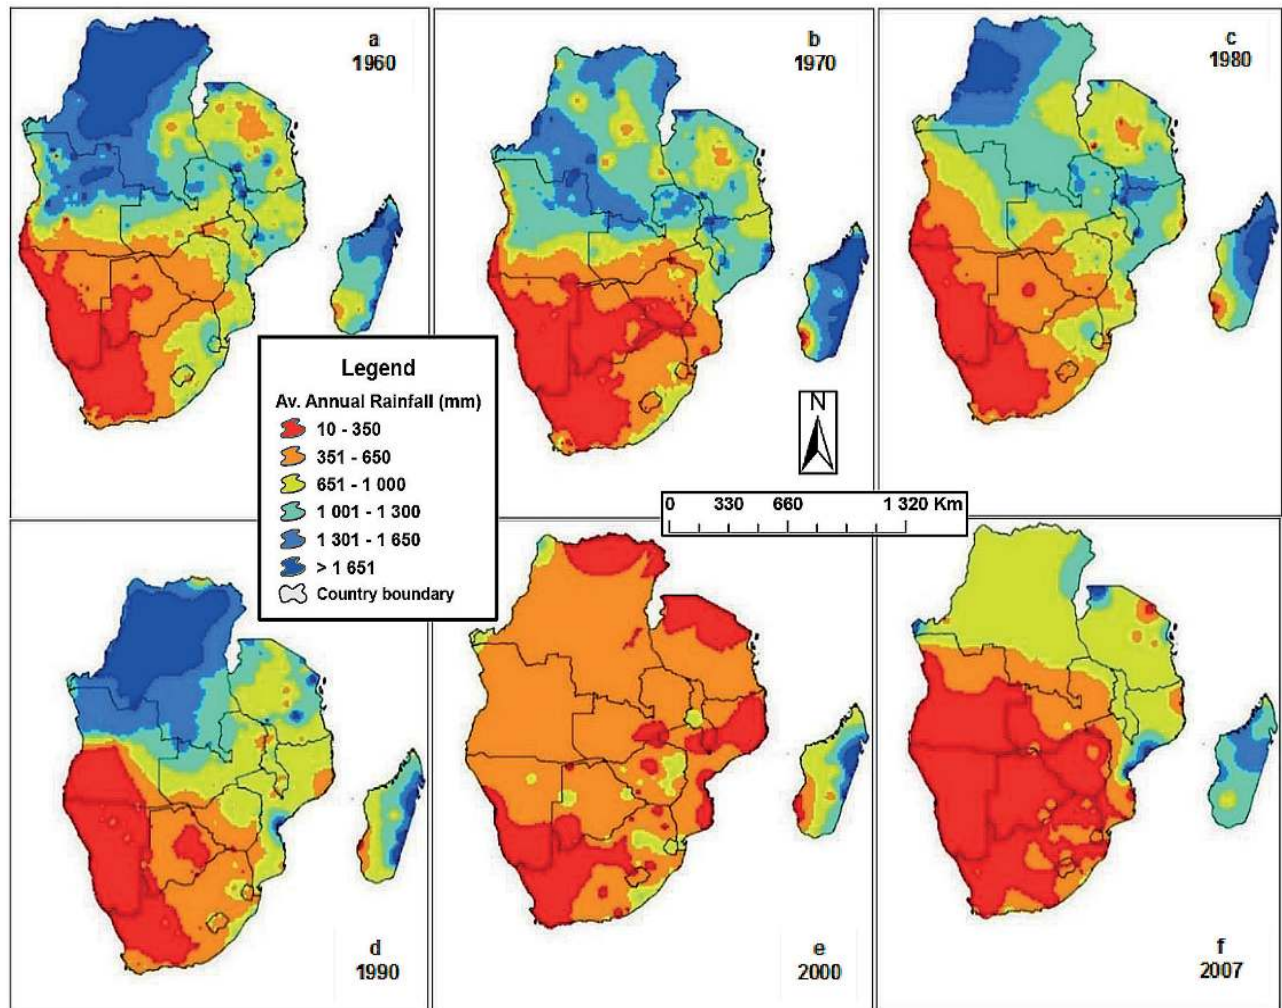 a
1960
b
1970
c
1980
Legend
Av. Annual Rainfall (mm)
10 - 350
351 - 650
651 - 1 000
1 001 - 1 300
1 301 - 1 650
> 1 651
Country boundary
N
0 330 660 1 320 Km
d
1990
e
2000
f
2007